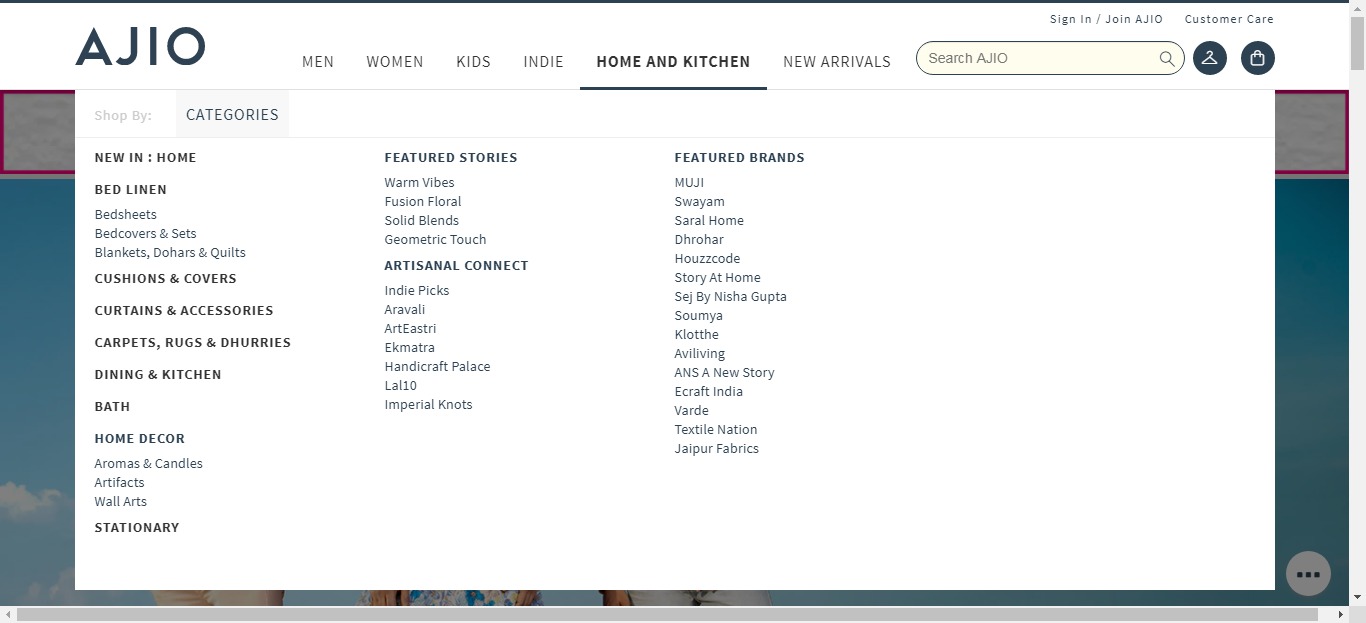 Sign In / Join AJIO
Customer Care
AJIO
MEN
WOMEN
KIDS
INDIE
HOME AND KITCHEN
NEW ARRIVALS
Search AJIO
Shop By:
CATEGORIES
NEW IN : HOME
BED LINEN
Bedsheets
Bedcovers & Sets
Blankets, Dohars & Quilts
CUSHIONS & COVERS
CURTAINS & ACCESSORIES
CARPETS, RUGS & DHURRIES
DINING & KITCHEN
BATH
HOME DECOR
Aromas & Candles
Artifacts
Wall Arts
STATIONARY
FEATURED STORIES
Warm Vibes
Fusion Floral
Solid Blends
Geometric Touch
ARTISANAL CONNECT
Indie Picks
Aravali
ArtEastri
Ekmatra
Handicraft Palace
Lal10
Imperial Knots
FEATURED BRANDS
MUJI
Swayam
Saral Home
Dhrohar
Houzzcode
Story At Home
Sej By Nisha Gupta
Soumya
Klotthe
Aviliving
ANS A New Story
Ecraft India
Varde
Textile Nation
Jaipur Fabrics